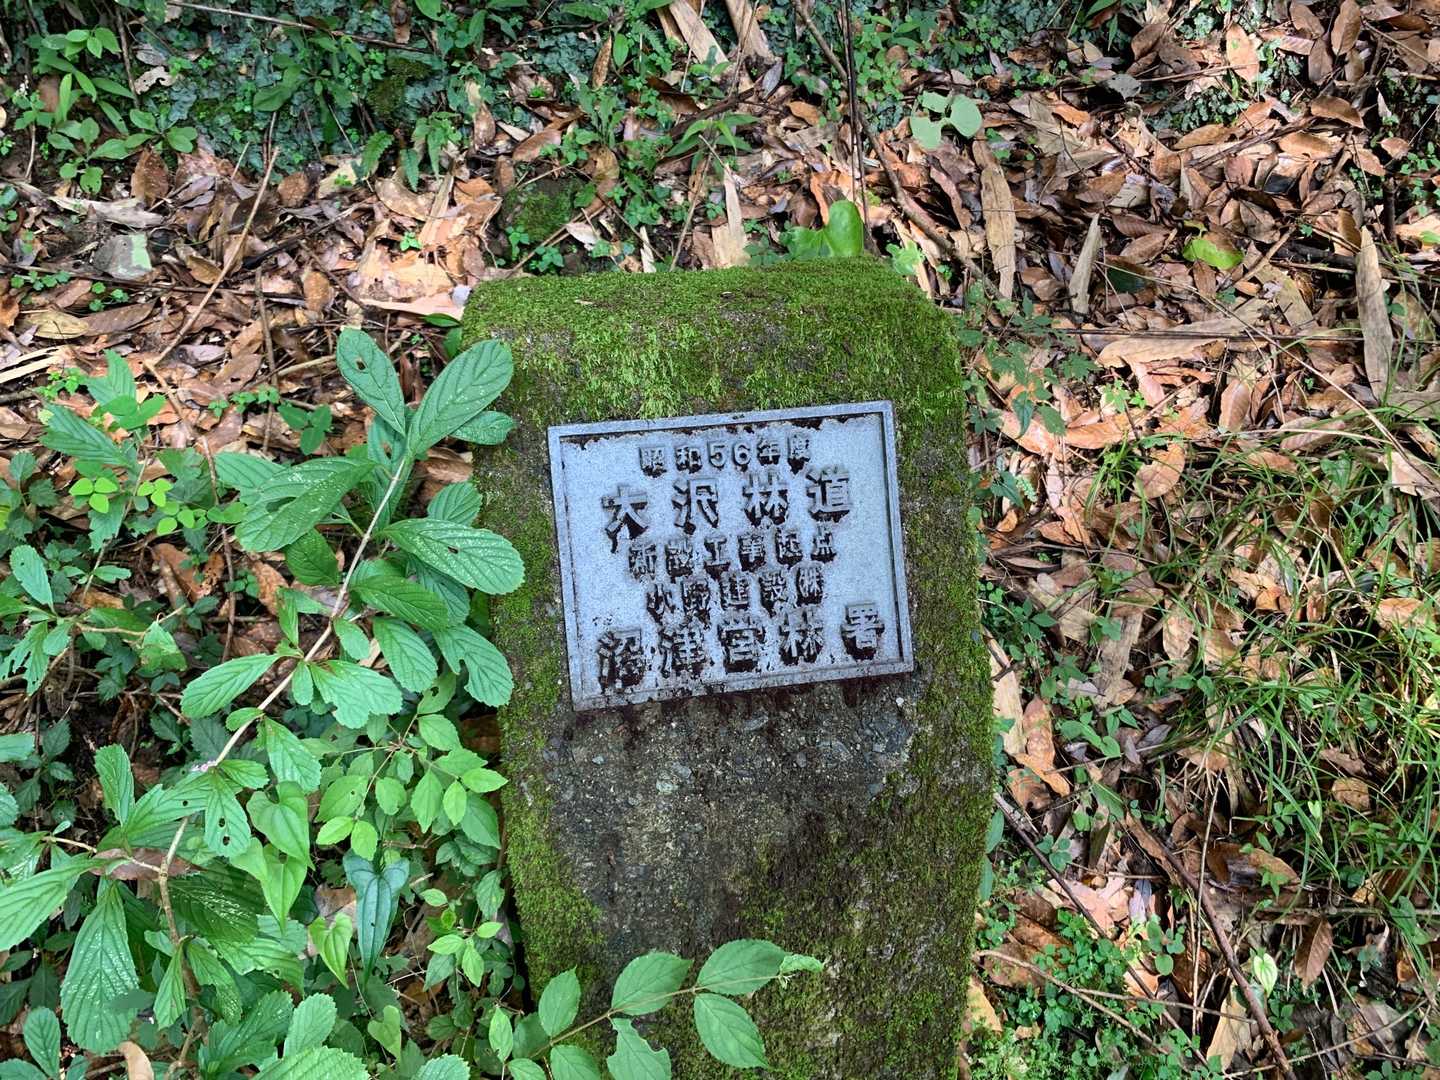 昭和56年度
大沢林道
新設工事起点
小野建設㈱
沼津営林署